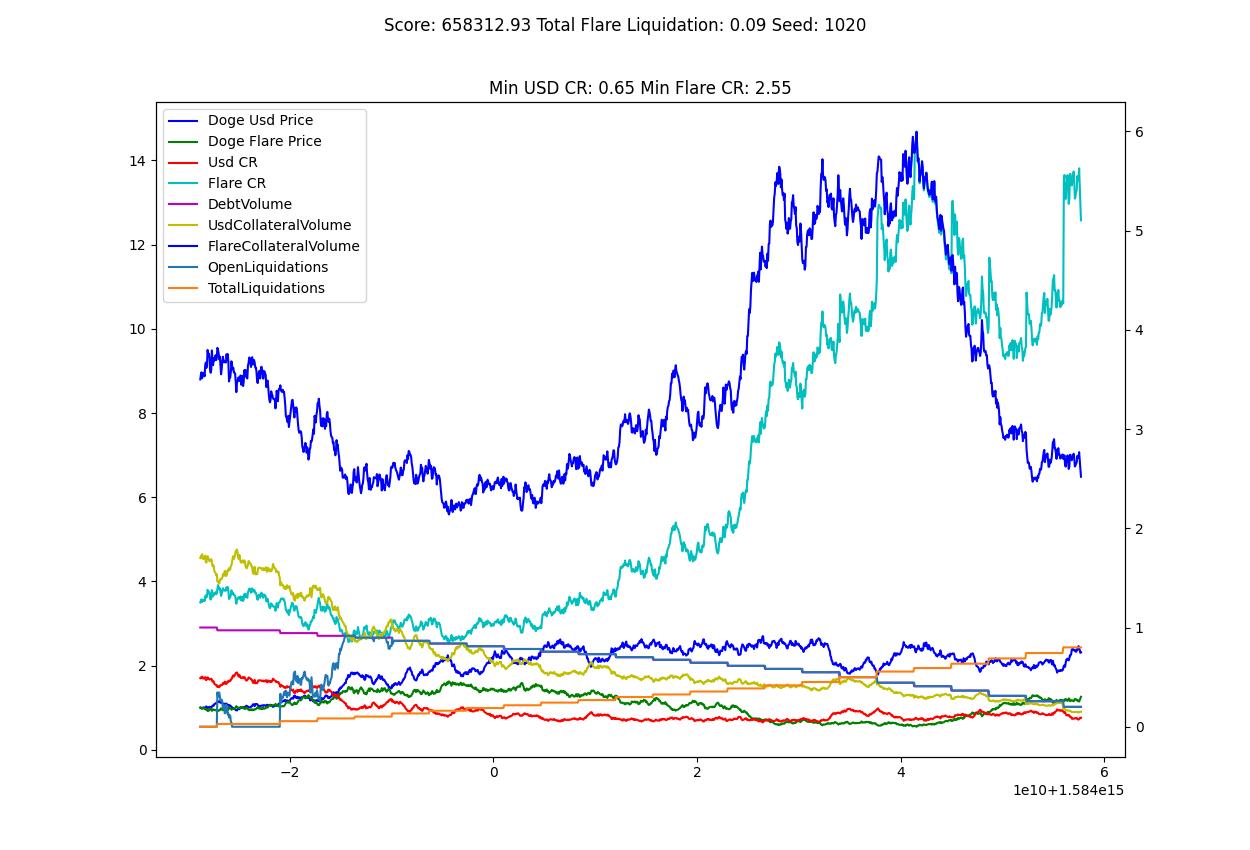 Score: 658312.93 Total Flare Liquidation: 0.09 Seed: 1020
Min USD CR: 0.65 Min Flare CR: 2.55
Doge Usd Price
Doge Flare Price
Usd CR
Flare CR
DebtVolume
UsdCollateralVolume
FlareCollateralVolume
OpenLiquidations
TotalLiquidations
14
12
10
8
6
4
2
0
6
5
4
3
2
1
0
−2
0
2
4
6
1e10+1.584e15